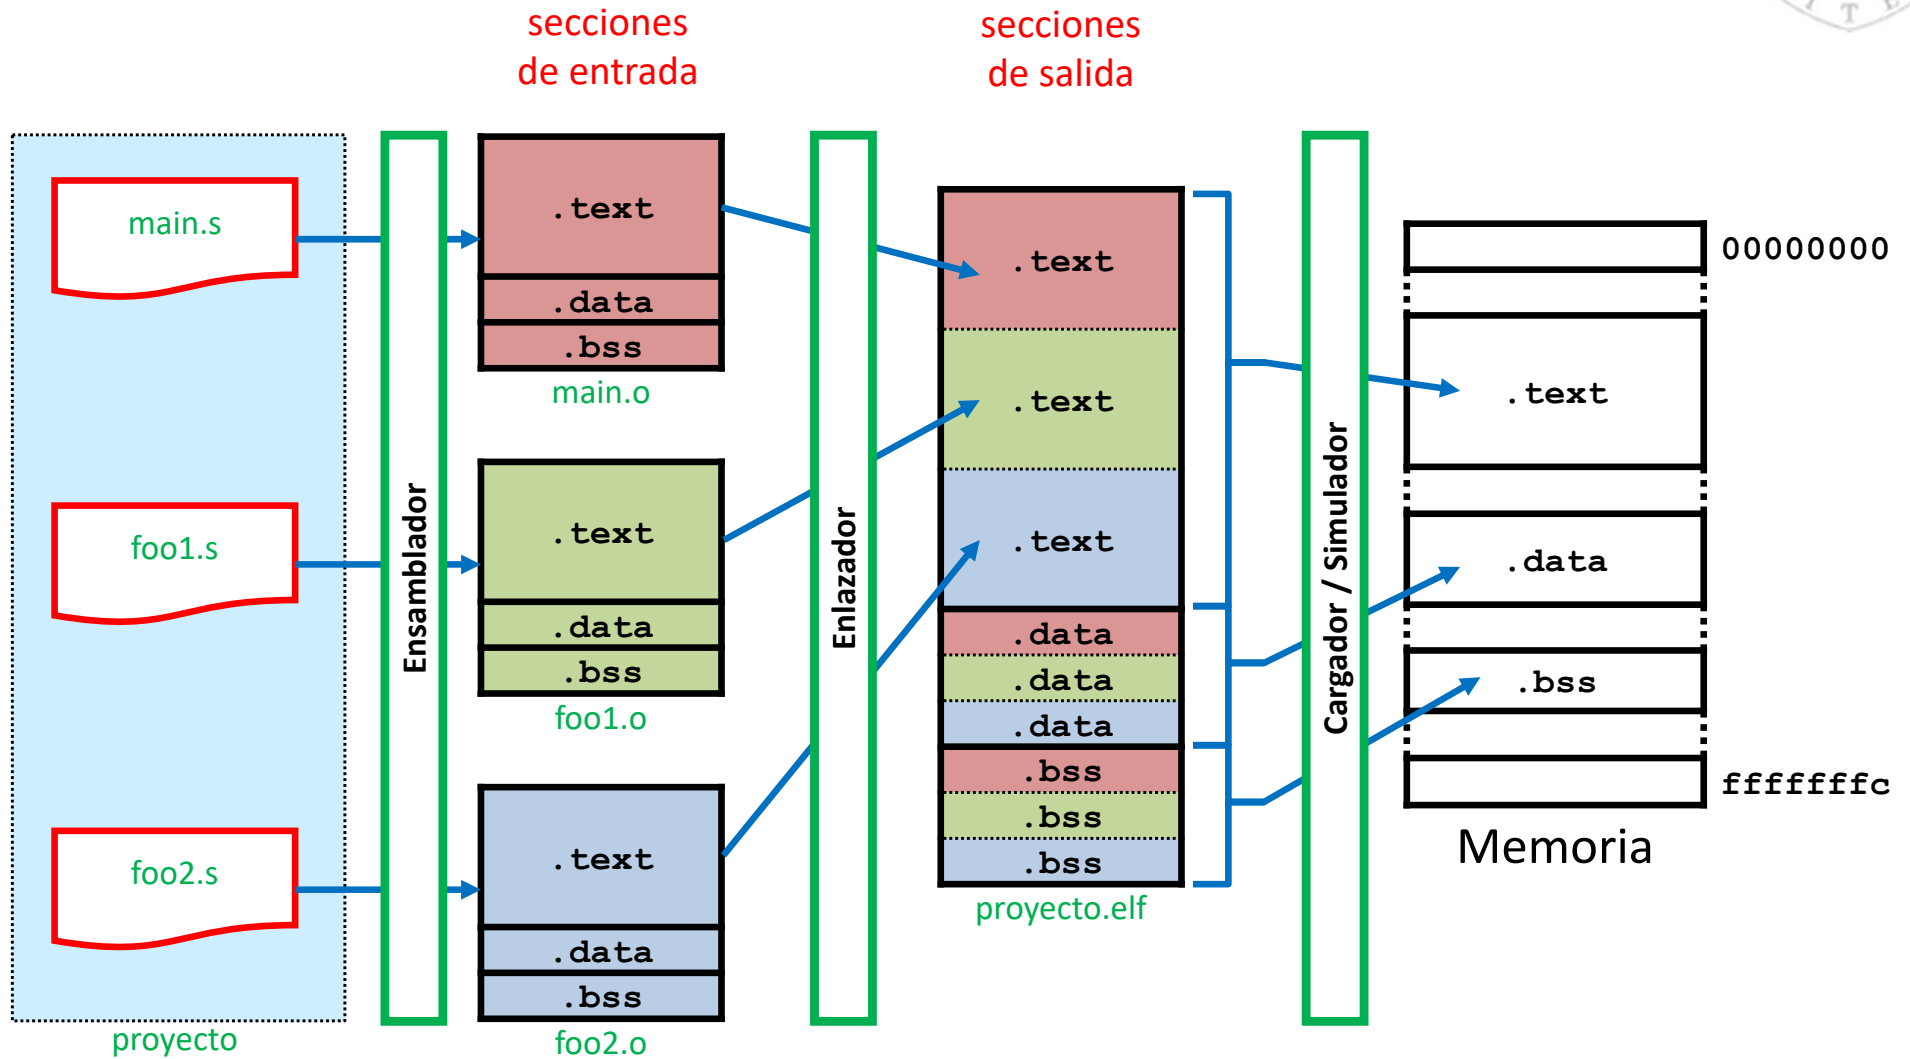 secciones
de entrada
secciones
de salida
main.s
foo1.s
foo2.s
proyecto
Ensamblador
.text
.data
.bss
main.o
.text
.data
.bss
foo1.o
.text
.data
.bss
foo2.o
Enlazador
.text
.text
.text
.data
.data
.data
.bss
.bss
.bss
proyecto.elf
Cargador / Simulador
00000000
.text
.data
.bss
fffffffc
Memoria